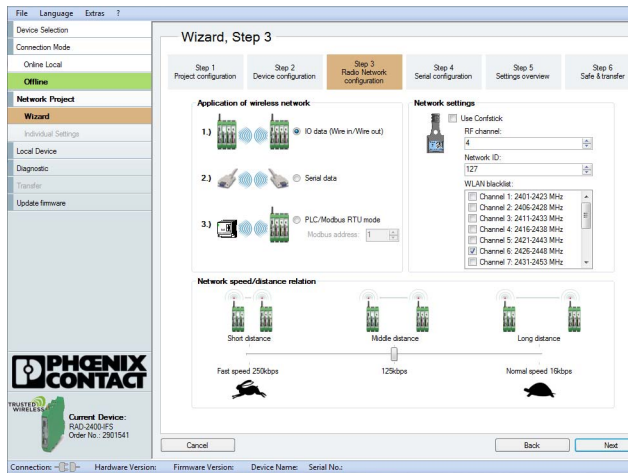 File Language Extras ?
Device Selection
Connection Mode
Online Local
Offline
Network Project
Wizard
Individual Settings
Local Device
Diagnostic
Transfer
Update firmware
PHŒNIX
CONTACT
TRUSTED
WIRELESS
Current Device:
RAD-2400-IFS
Order No.: 2901541
Wizard, Step 3
Step 1
Project configuration
Step 2
Device configuration
Step 3
Radio Network
configuration
Step 4
Serial configuration
Step 5
Settings overview
Step 6
Safe & transfer
Application of wireless network
1.)
IO data (Wire in/Wire out)
2.)
Serial data
3.)
PLC/Modbus RTU mode
Modbus address: 1
Network settings
Use Confstick
RF channel:
4
Network ID:
127
WLAN blacklist:
Channel 1: 2401-2423 MHz
Channel 2: 2406-2428 MHz
Channel 3: 2411-2433 MHz
Channel 4: 2416-2438 MHz
Channel 5: 2421-2443 MHz
Channel 6: 2426-2448 MHz
Channel 7: 2431-2453 MHz
Network speed/distance relation
Short distance
Middle distance
Long distance
Fast speed 250kbps
125kbps
Normal speed 16kbps
Cancel
Back
Next
Connection: Hardware Version: Firmware Version: Device Name: Serial No.: